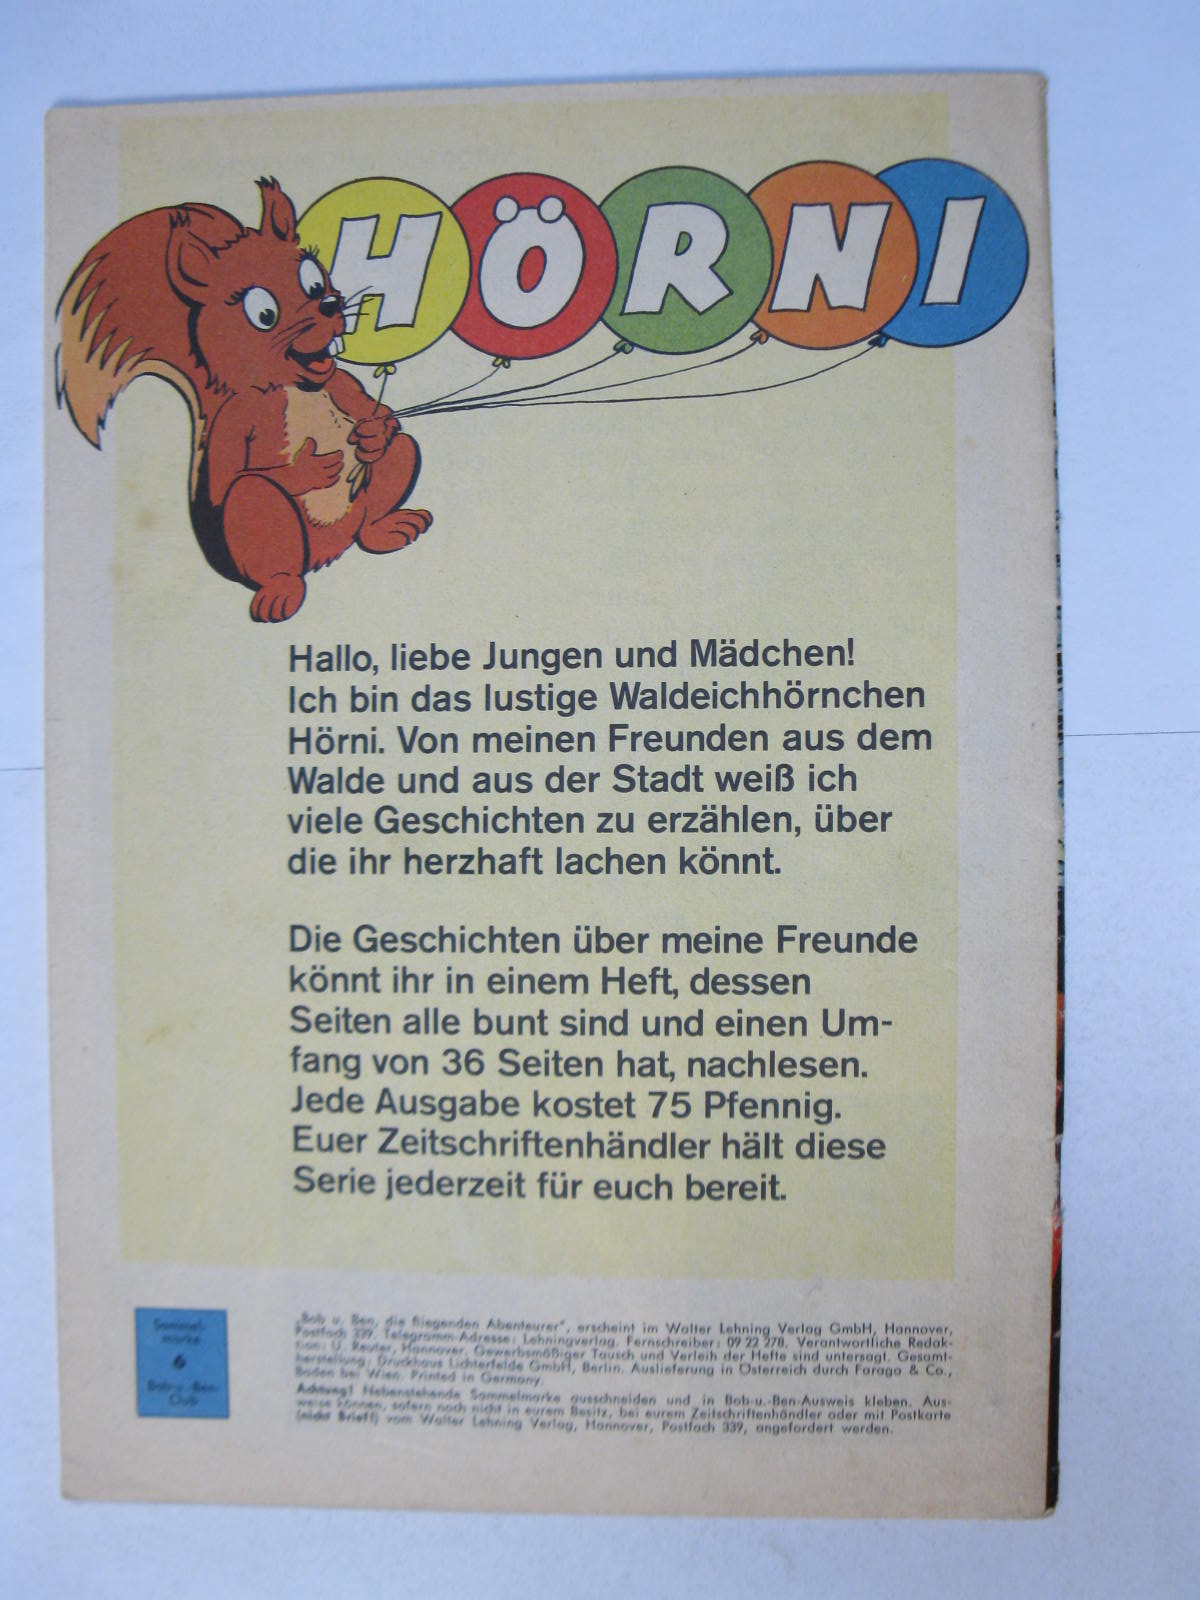 HÖRNI
Hallo, liebe Jungen und Mädchen!
Ich bin das lustige Waldeichhörnchen
Hörni. Von meinen Freunden aus dem
Walde und aus der Stadt weiß ich
viele Geschichten zu erzählen, über
die ihr herzhaft lachen könnt.
Die Geschichten über meine Freunde
könnt ihr in einem Heft, dessen
Seiten alle bunt sind und einen Um-
fang von 36 Seiten hat, nachlesen.
Jede Ausgabe kostet 75 Pfennig.
Euer Zeitschriftenhändler hält diese
Serie jederzeit für euch bereit.
Sammel-
marke
6
Bob-u.-Ben-
Club
„Bob u. Ben, die fliegenden Abenteurer", erscheint im Walter Lehning Verlag GmbH, Hannover,
Postfach 339. Telegramm-Adresse: Lehningverlag. Fernschreiber: 09 22 278. Verantwortliche Redak-
tion: U. Reuter, Hannover. Gewerbsmäßiger Tausch und Verleih der Hefte sind untersagt. Gesamt-
herstellung: Druckhaus Lichterfelde GmbH, Berlin. Auslieferung in Österreich durch Farago & Co.,
Baden bei Wien. Printed in Germany.
Achtung! Nebenstehende Sammelmarke ausschneiden und in Bob-u.-Ben-Ausweis kleben. Aus-
weise können, sofern noch nicht in eurem Besitz, bei eurem Zeitschriftenhändler oder mit Postkarte
(nicht Brief!) vom Walter Lehning Verlag, Hannover, Postfach 339, angefordert werden.